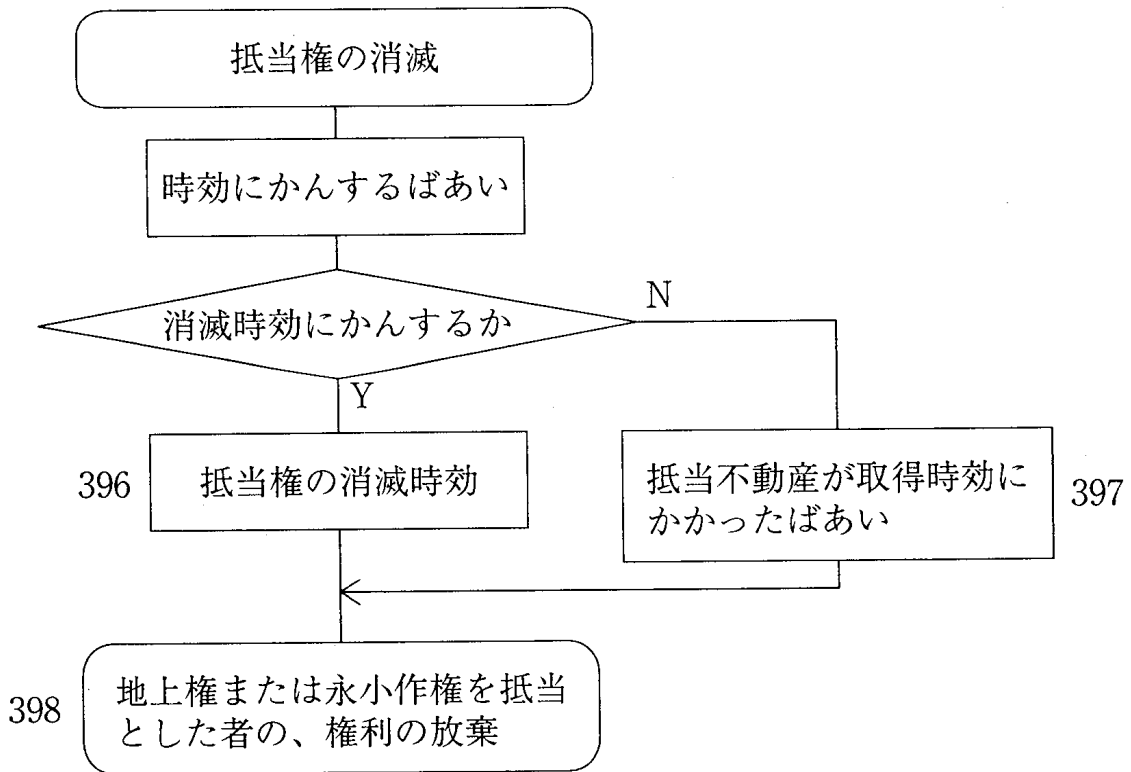 抵当権の消滅
時効にかんするばあい
消滅時効にかんするか
N
Y
396
抵当権の消滅時効
抵当不動産が取得時効に
かかったばあい
397
398
地上権または永小作権を抵当
とした者の、権利の放棄